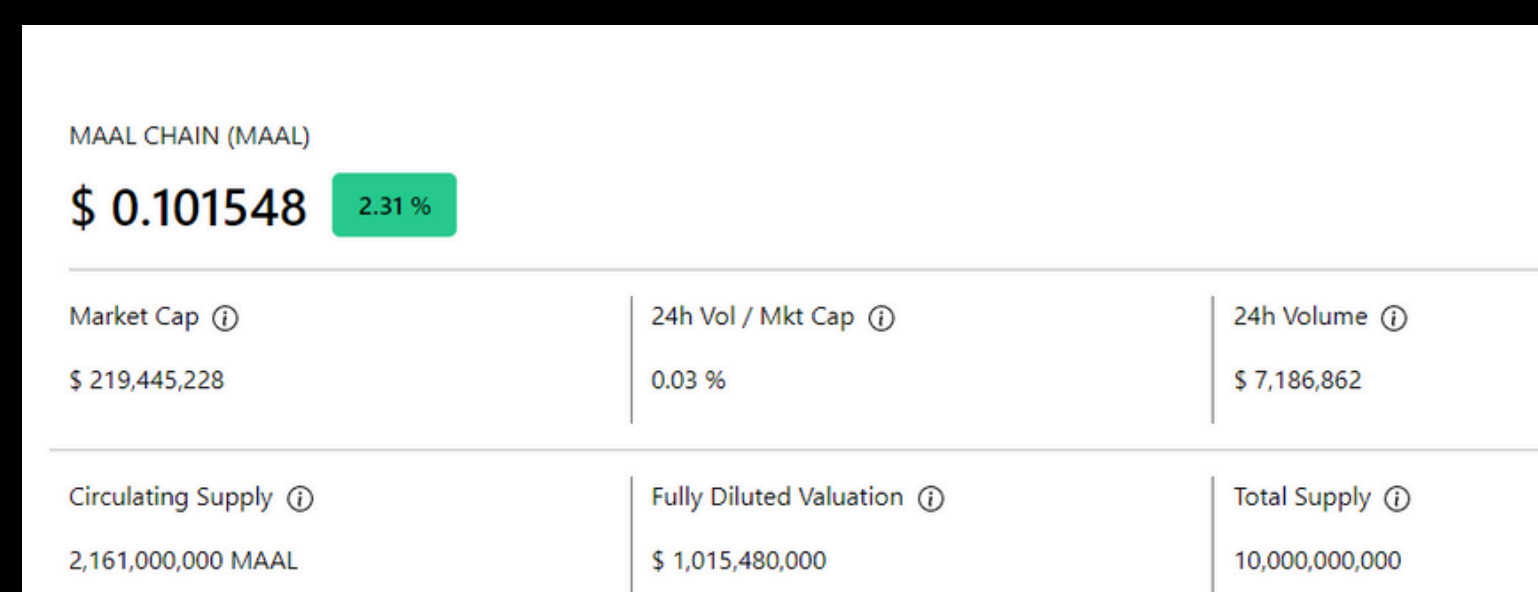 MAAL CHAIN (MAAL)
$ 0.101548 2.31 %
Market Cap 24h Vol / Mkt Cap 24h Volume
$ 219,445,228 0.03 % $ 7,186,862
Circulating Supply Fully Diluted Valuation Total Supply
2,161,000,000 MAAL $ 1,015,480,000 10,000,000,000